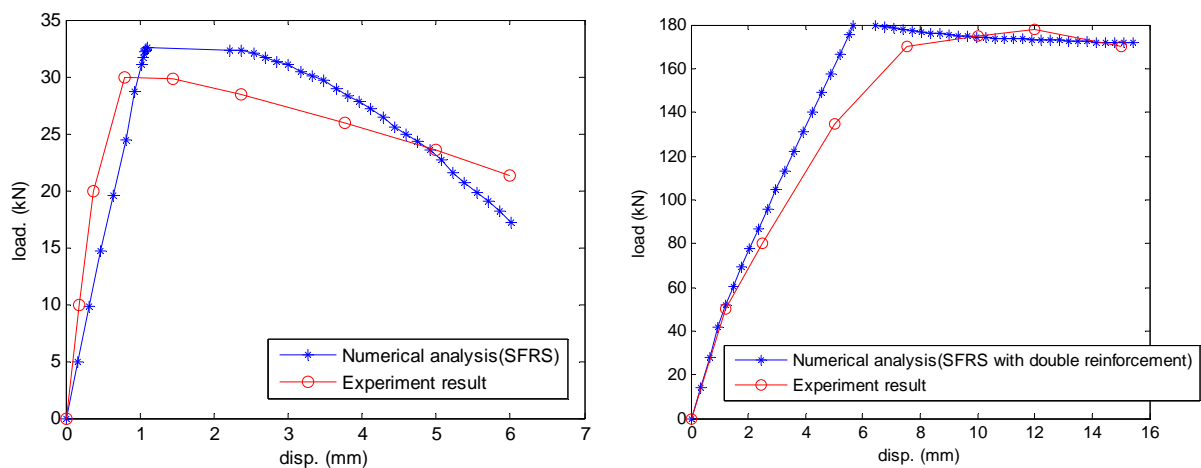 35
30
25
20
15
10
5
0
load. (kN)
0 1 2 3 4 5 6 7
disp. (mm)
Numerical analysis(SFRS)
Experiment result
180
160
140
120
100
80
60
40
20
0
load (kN)
0 2 4 6 8 10 12 14 16
disp. (mm)
Numerical analysis(SFRS with double reinforcement)
Experiment result